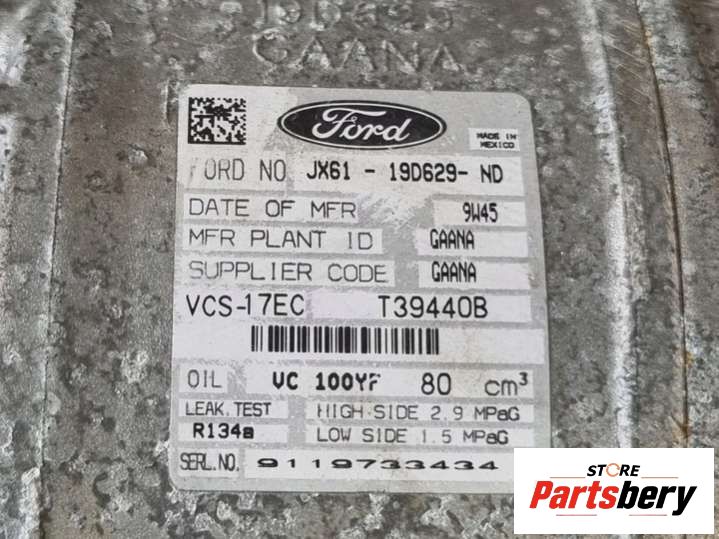 19D629
GAANA
Ford
MADE IN
MEXICO
FORD NO. JX61 - 19D629- ND
DATE OF MFR 9W45
MFR PLANT ID GAANA
SUPPLIER CODE GAANA
VCS-17EC T39440B
OIL VC 100YF 80 cm³
LEAK. TEST HIGH-SIDE 2.9 MPaG
R134a LOW SIDE 1.5 MPaG
SERL.NO. 9119733434
STORE
Partsbery